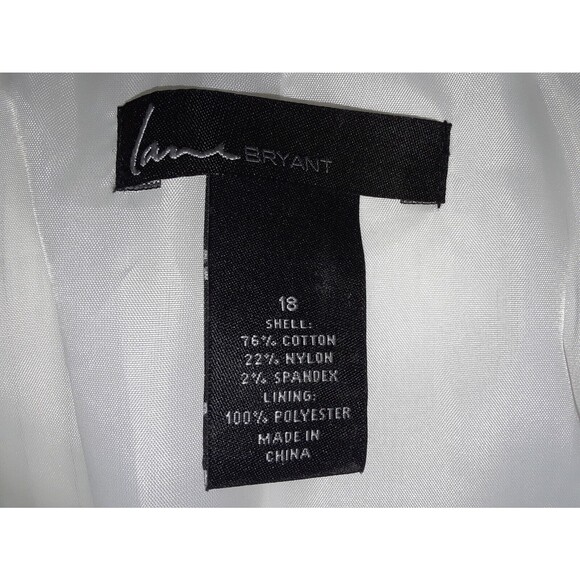 Lane BRYANT
18
SHELL:
76% COTTON
22% NYLON
2% SPANDEX
LINING:
100% POLYESTER
MADE IN
CHINA